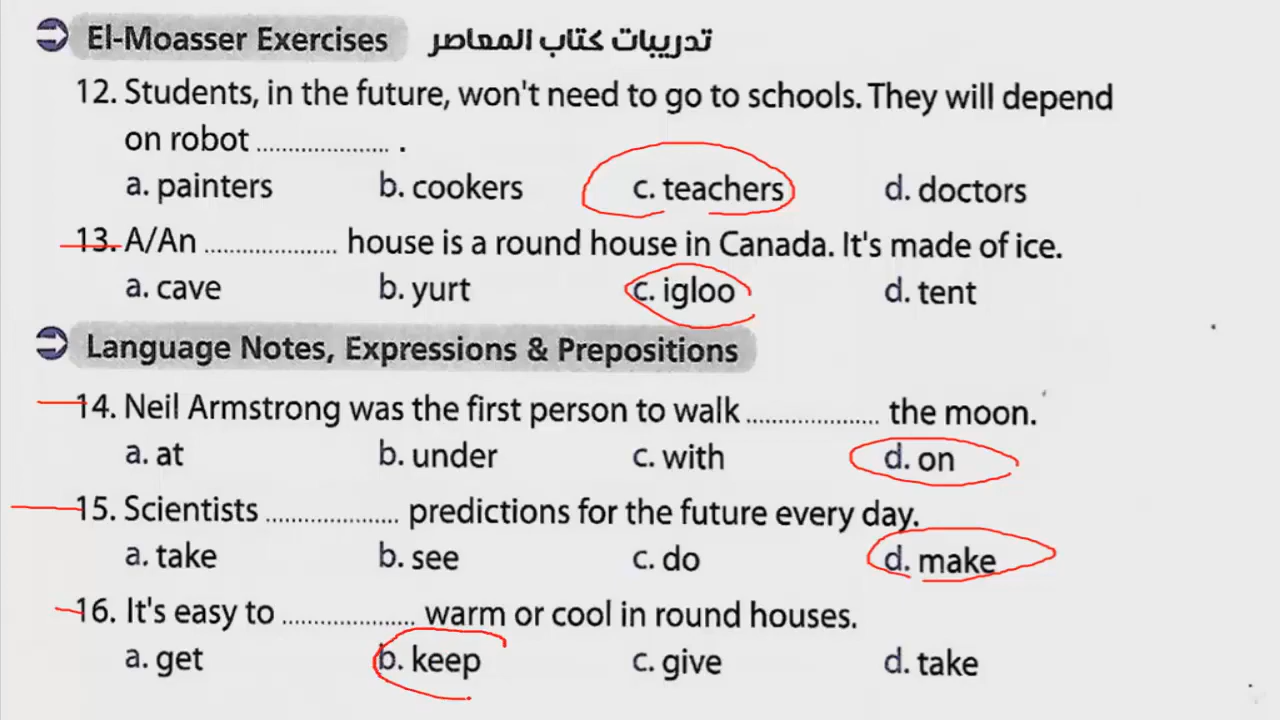 El-Moasser Exercises تدريبات كتاب المعاصر
12. Students, in the future, won't need to go to schools. They will depend
on robot .................... .
a. painters b. cookers c. teachers d. doctors
13. A/An .................... house is a round house in Canada. It's made of ice.
a. cave b. yurt c. igloo d. tent
Language Notes, Expressions & Prepositions
14. Neil Armstrong was the first person to walk .................... the moon.
a. at b. under c. with d. on
15. Scientists .................... predictions for the future every day.
a. take b. see c. do d. make
16. It's easy to .................... warm or cool in round houses.
a. get b. keep c. give d. take